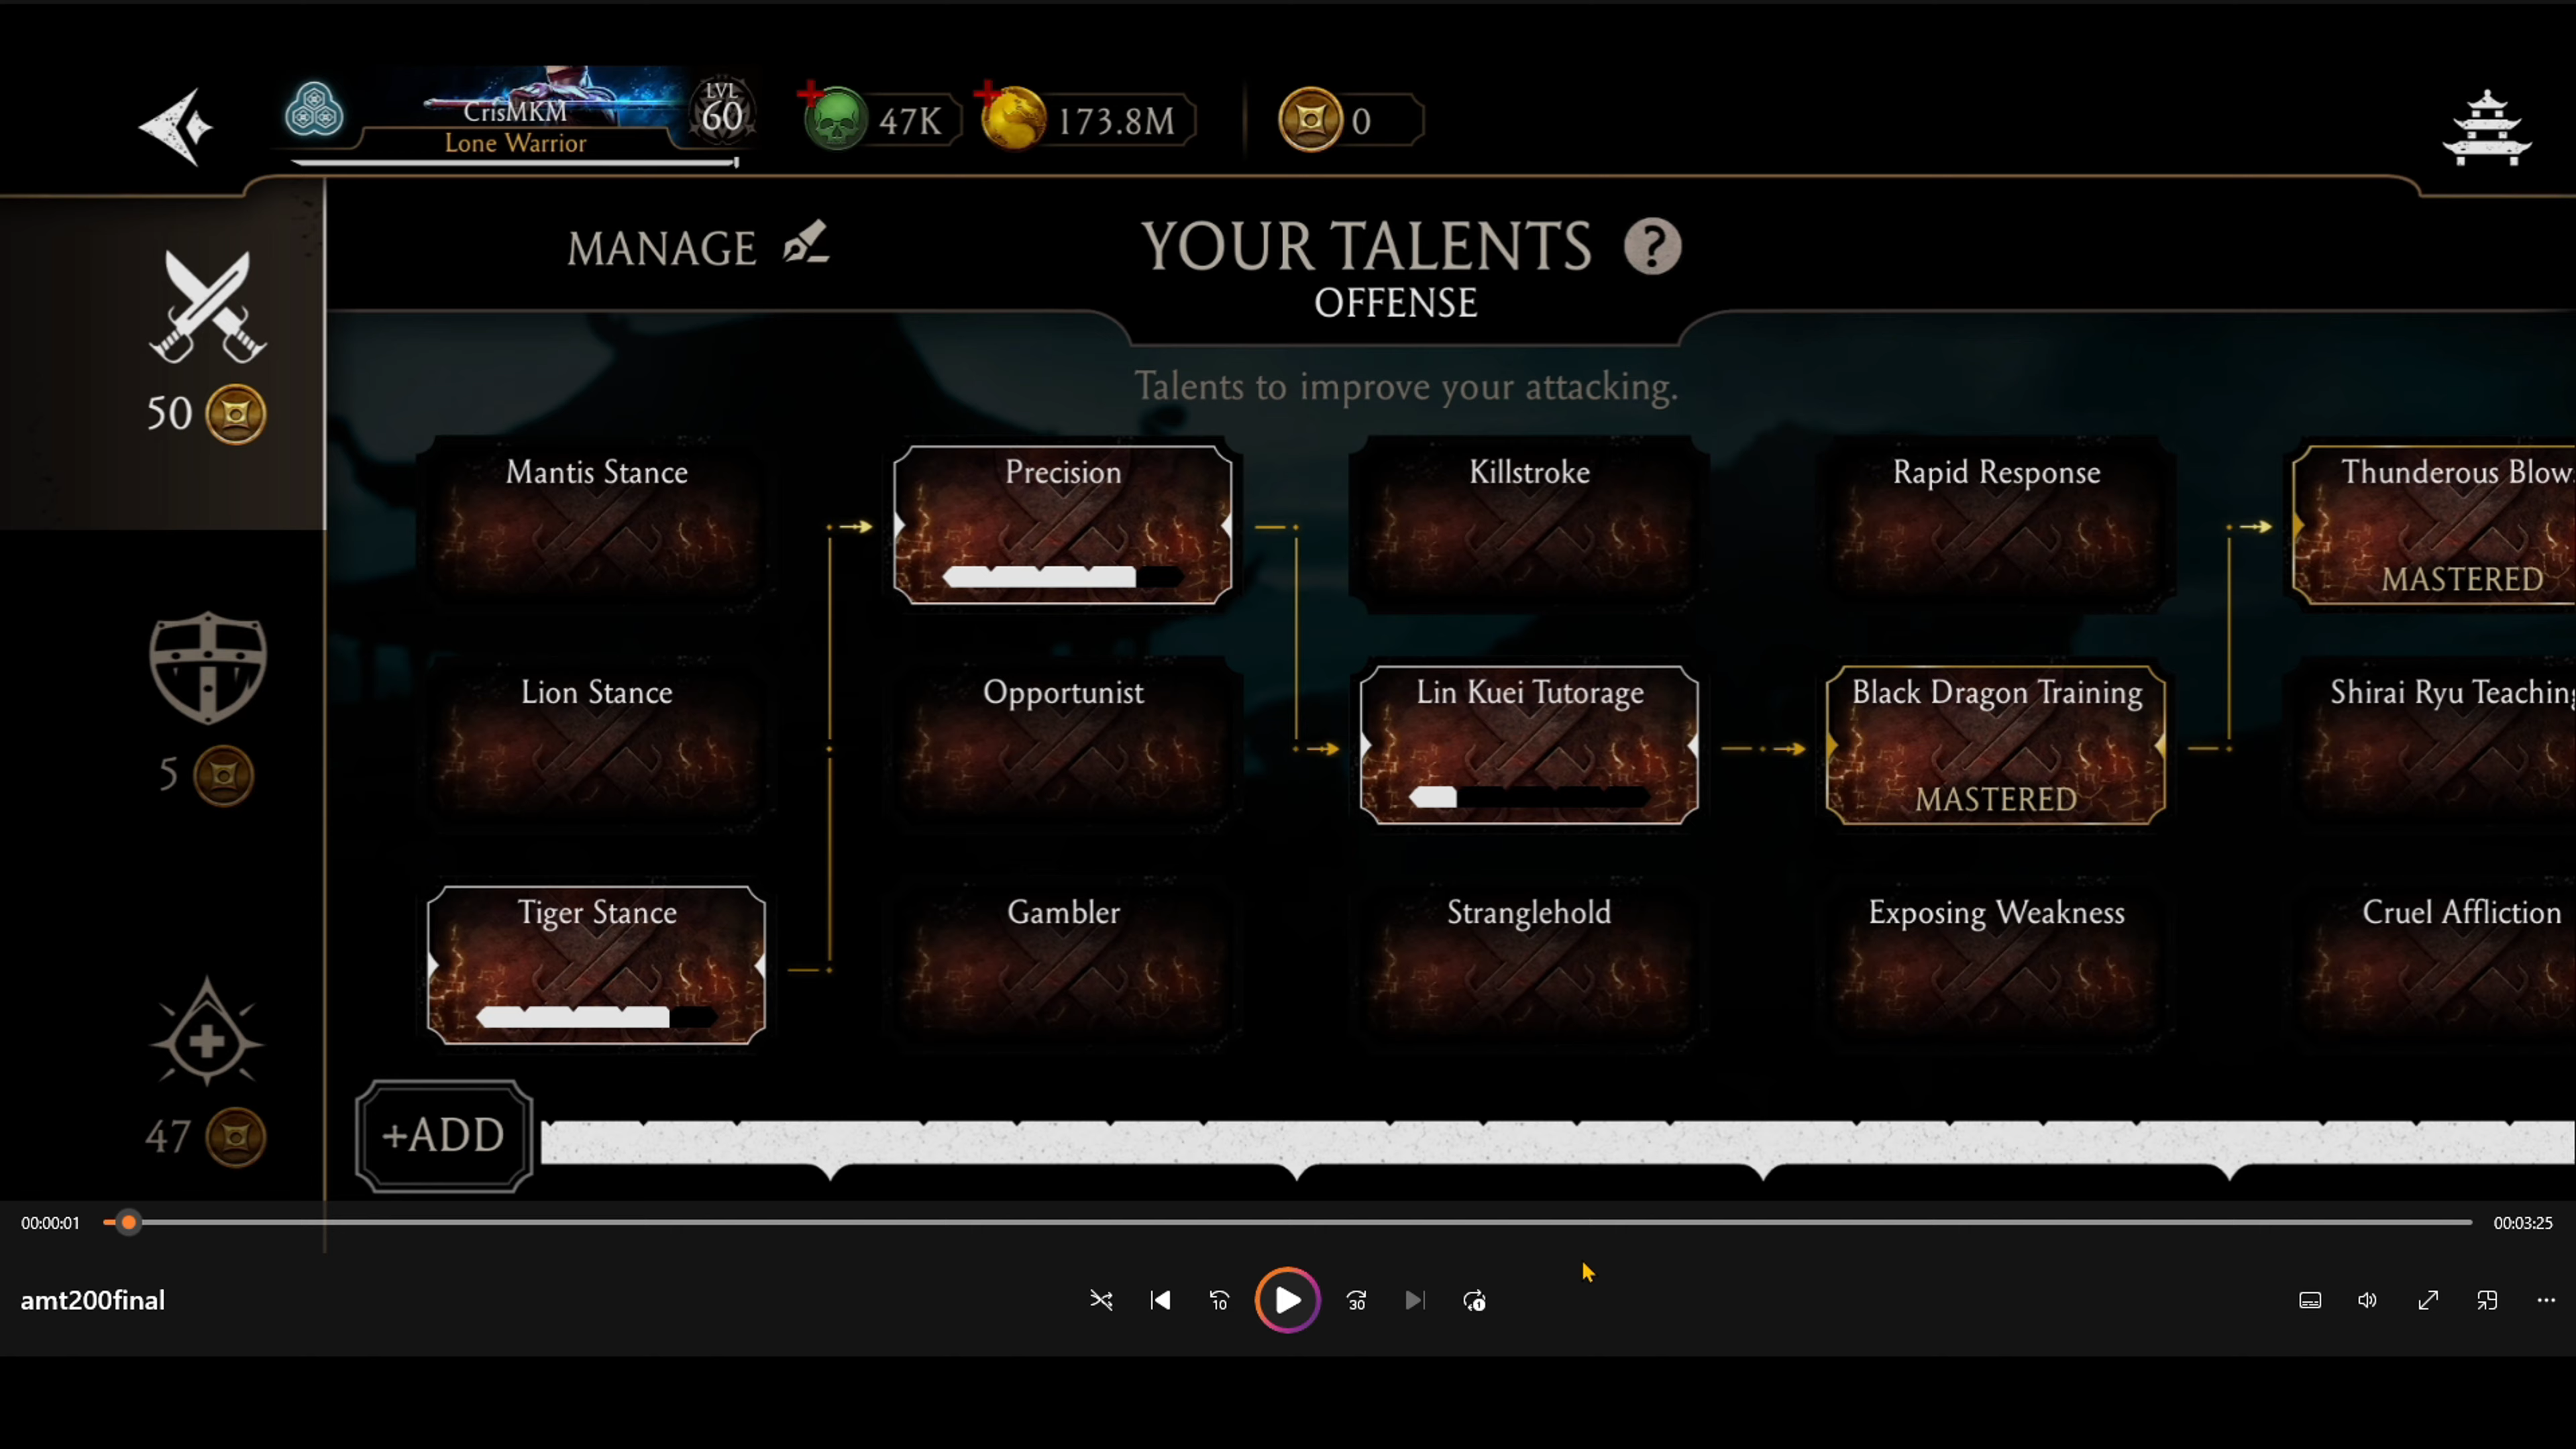 CrisMKM
Lone Warrior
LVL
60
47K
173.8M
0
MANAGE
YOUR TALENTS ?
OFFENSE
Talents to improve your attacking.
50
5
47
Mantis Stance
Precision
Killstroke
Rapid Response
Thunderous Blow
MASTERED
Lion Stance
Opportunist
Lin Kuei Tutorage
Black Dragon Training
MASTERED
Shirai Ryu Teaching
Tiger Stance
Gambler
Stranglehold
Exposing Weakness
Cruel Affliction
+ADD
00:00:01
00:03:25
amt200final
10
30
1